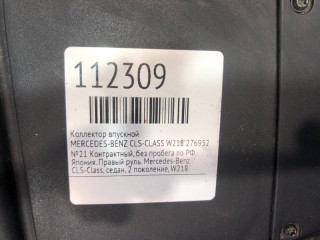 112309
Коллектор впускной
MERCEDES-BENZ CLS-CLASS W218 276952
№21 Контрактный, без пробега по РФ.
Япония. Правый руль. Mercedes-Benz
CLS-Class, седан, 2 поколение, W218